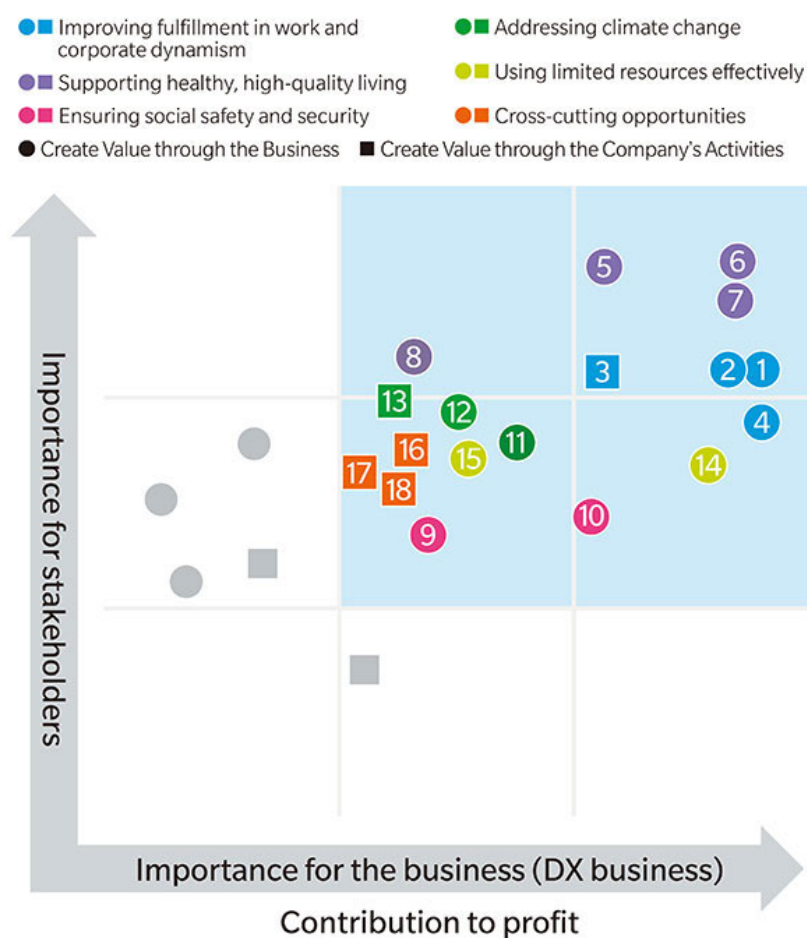 Improving fulfillment in work and
corporate dynamism
Addressing climate change
Supporting healthy, high-quality living
Using limited resources effectively
Ensuring social safety and security
Cross-cutting opportunities
Create Value through the Business
Create Value through the Company's Activities
5
6
7
8
3
2
1
13
12
4
11
16
15
14
17
18
10
9
Importance for stakeholders
Importance for the business (DX business)
Contribution to profit